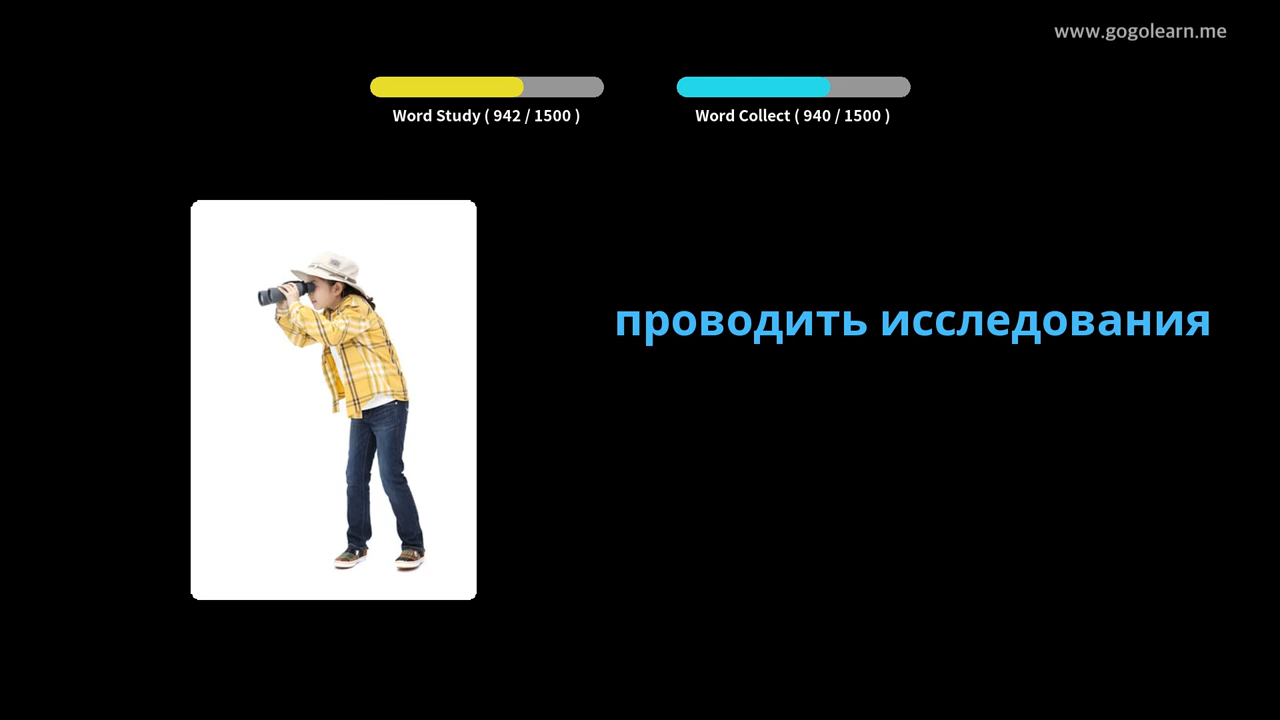 www.gogolearn.me
Word Study ( 942 / 1500 )
Word Collect ( 940 / 1500 )
проводить исследования